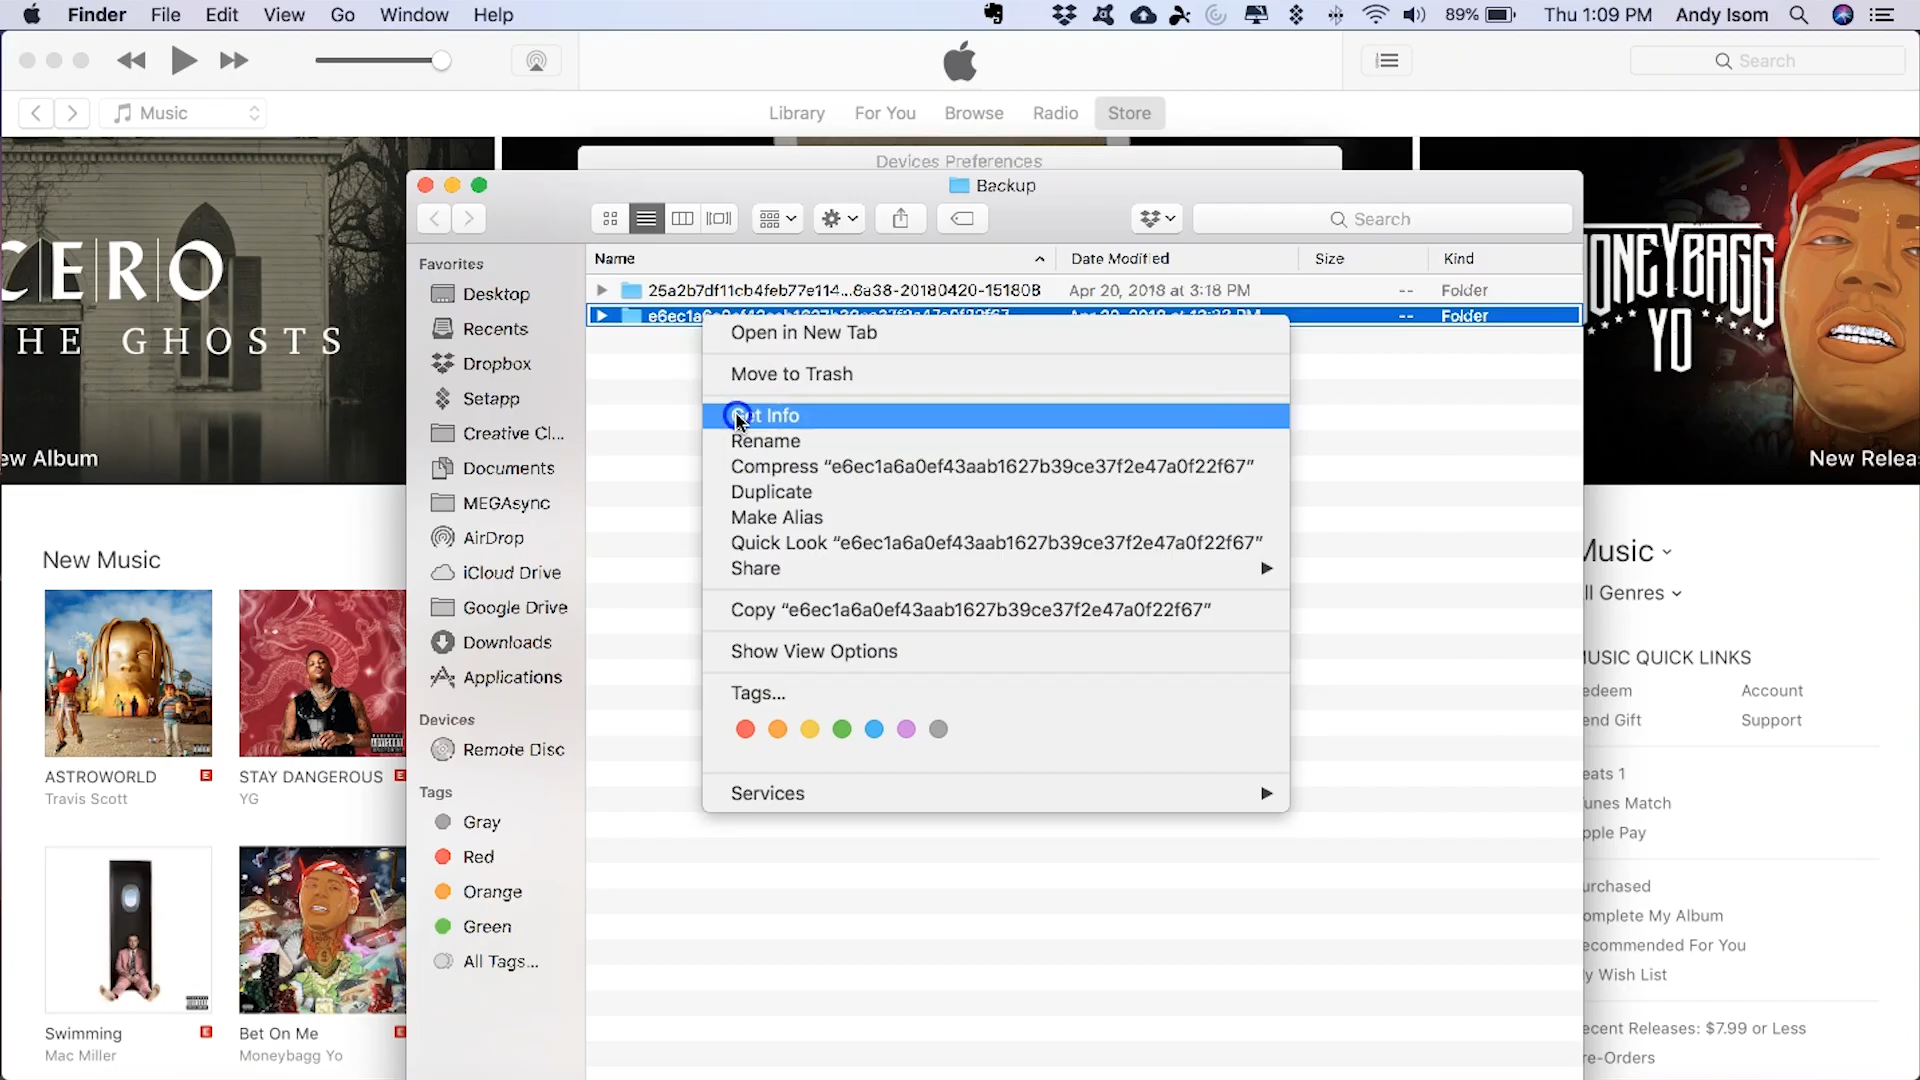 Finder File Edit View Go Window Help
89% Thu 1:09 PM Andy Isom
Search
Music
Library For You Browse Radio Store
Devices Preferences
Backup
Search
CERO
HE GHOSTS
ew Album
ONEYBAGG
YO
New Relea
Favorites
Desktop
Recents
Dropbox
Setapp
Creative Cl...
Documents
MEGAsync
AirDrop
iCloud Drive
Google Drive
Downloads
Applications
Devices
Remote Disc
Tags
Gray
Red
Orange
Green
All Tags...
Name Date Modified Size Kind
25a2b7df11cb4feb77e114...8a38-20180420-151808 Apr 20, 2018 at 3:18 PM -- Folder
-- Folder
Open in New Tab
Move to Trash
Get Info
Rename
Compress “e6ec1a6a0ef43aab1627b39ce37f2e47a0f22f67”
Duplicate
Make Alias
Quick Look “e6ec1a6a0ef43aab1627b39ce37f2e47a0f22f67”
Share
Copy “e6ec1a6a0ef43aab1627b39ce37f2e47a0f22f67”
Show View Options
Tags...
Services
New Music
ASTROWORLD
Travis Scott
STAY DANGEROUS
YG
Swimming
Mac Miller
Bet On Me
Moneybagg Yo
Music
ll Genres
MUSIC QUICK LINKS
edeem Account
end Gift Support
eats 1
unes Match
pple Pay
urchased
omplete My Album
ecommended For You
y Wish List
ecent Releases: $7.99 or Less
re-Orders